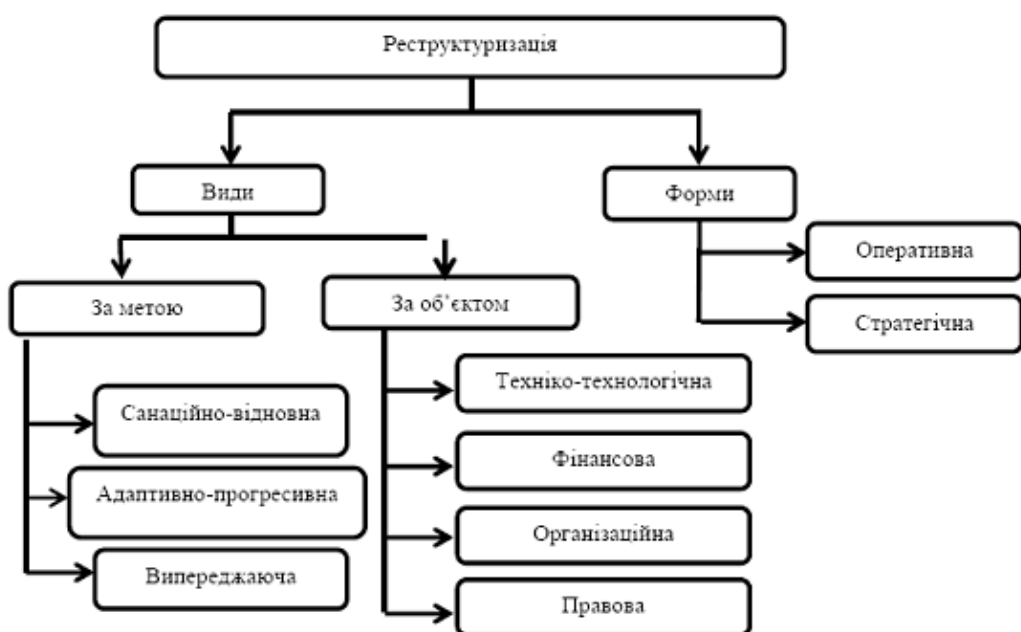 Реструктуризація
Види
Форми
Оперативна
Стратегічна
За метою
За об’єктом
Санаційно-відновна
Адаптивно-прогресивна
Випереджаюча
Техніко-технологічна
Фінансова
Організаційна
Правова